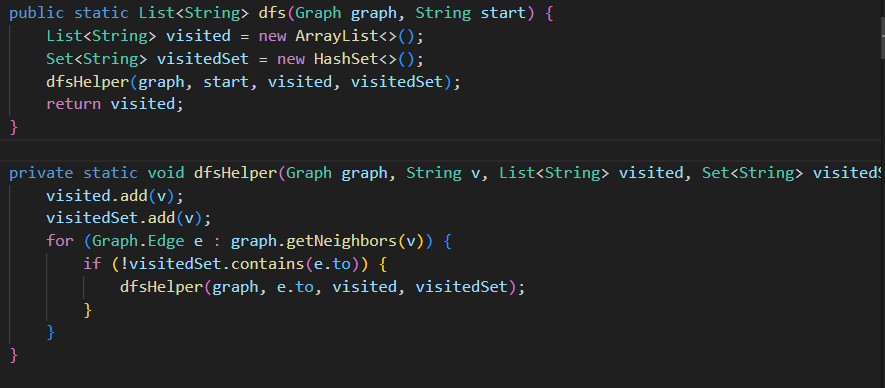 public static List<String> dfs(Graph graph, String start) {
    List<String> visited = new ArrayList<>();
    Set<String> visitedSet = new HashSet<>();
    dfsHelper(graph, start, visited, visitedSet);
    return visited;
}
private static void dfsHelper(Graph graph, String v, List<String> visited, Set<String> visitedS
    visited.add(v);
    visitedSet.add(v);
    for (Graph.Edge e : graph.getNeighbors(v)) {
        if (!visitedSet.contains(e.to)) {
            dfsHelper(graph, e.to, visited, visitedSet);
        }
    }
}